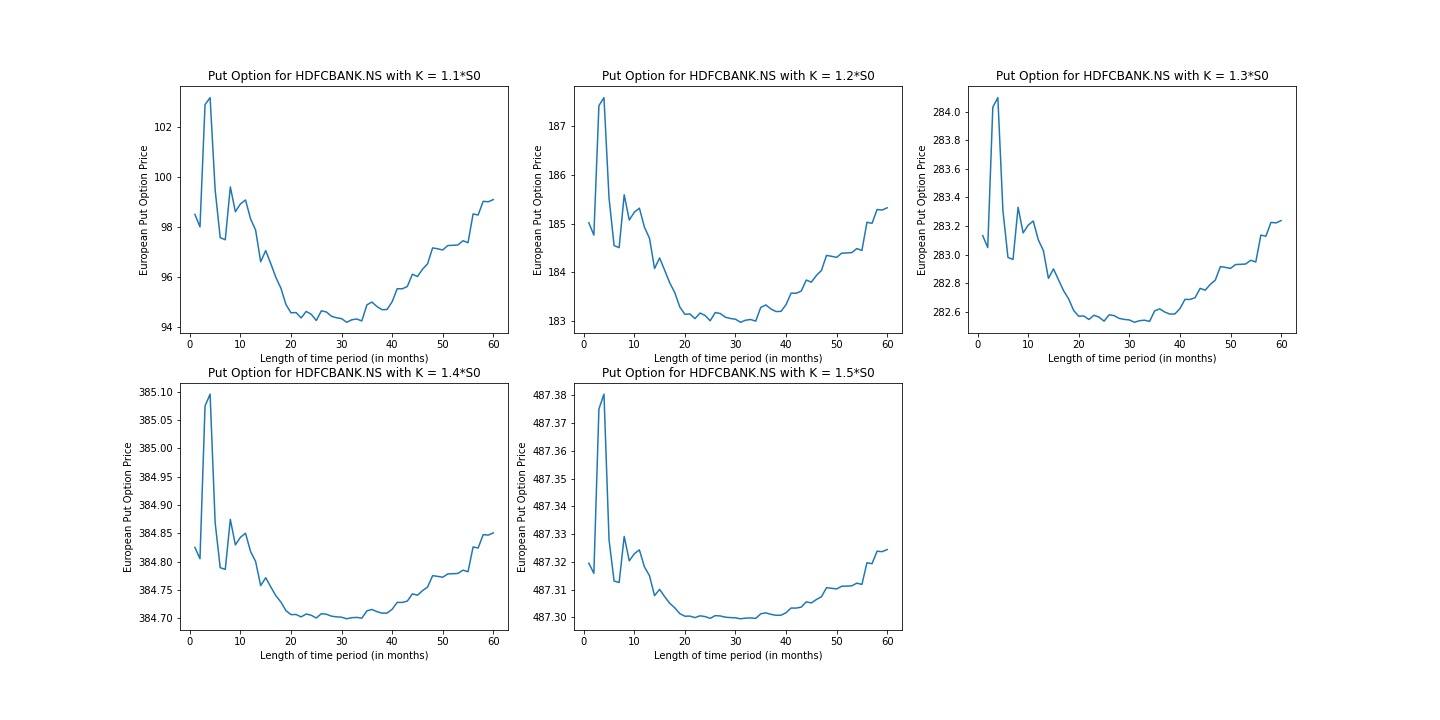 Put Option for HDFCBANK.NS with K = 1.1*S0
European Put Option Price
102
100
98
96
94
0 10 20 30 40 50 60
Length of time period (in months)
Put Option for HDFCBANK.NS with K = 1.2*S0
European Put Option Price
187
186
185
184
183
0 10 20 30 40 50 60
Length of time period (in months)
Put Option for HDFCBANK.NS with K = 1.3*S0
European Put Option Price
284.0
283.8
283.6
283.4
283.2
283.0
282.8
282.6
0 10 20 30 40 50 60
Length of time period (in months)
Put Option for HDFCBANK.NS with K = 1.4*S0
European Put Option Price
385.10
385.05
385.00
384.95
384.90
384.85
384.80
384.75
384.70
0 10 20 30 40 50 60
Length of time period (in months)
Put Option for HDFCBANK.NS with K = 1.5*S0
European Put Option Price
487.38
487.37
487.36
487.35
487.34
487.33
487.32
487.31
487.30
0 10 20 30 40 50 60
Length of time period (in months)